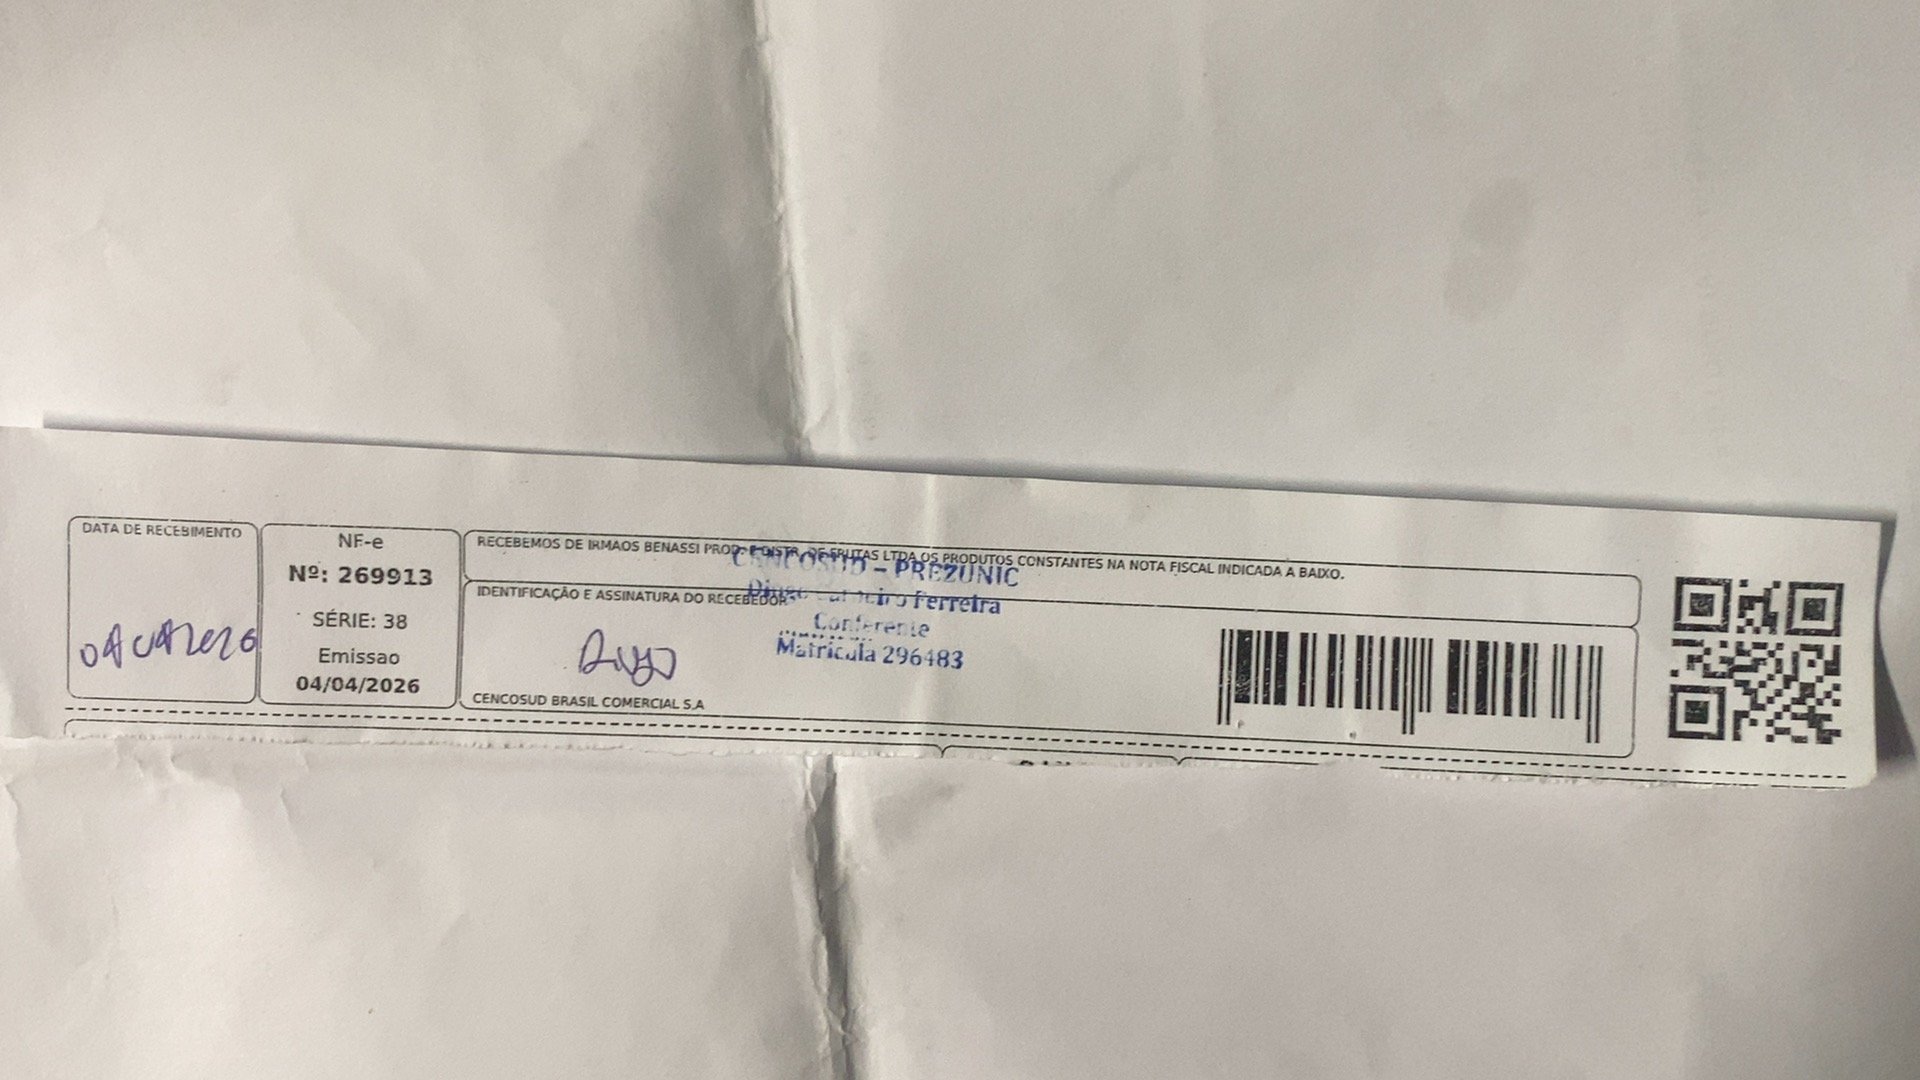 DATA DE RECEBIMENTO
04042026
NF-e
Nº: 269913
SÉRIE: 38
Emissao
04/04/2026
RECEBEMOS DE IRMAOS BENASSI PROD. E DISTR. DE FRUTAS LTDA OS PRODUTOS CONSTANTES NA NOTA FISCAL INDICADA A BAIXO.
IDENTIFICAÇÃO E ASSINATURA DO RECEBEDOR
CENCOSUD – PREZUNIC
Ferreira
Conferente
Matricula 296483
CENCOSUD BRASIL COMERCIAL S.A